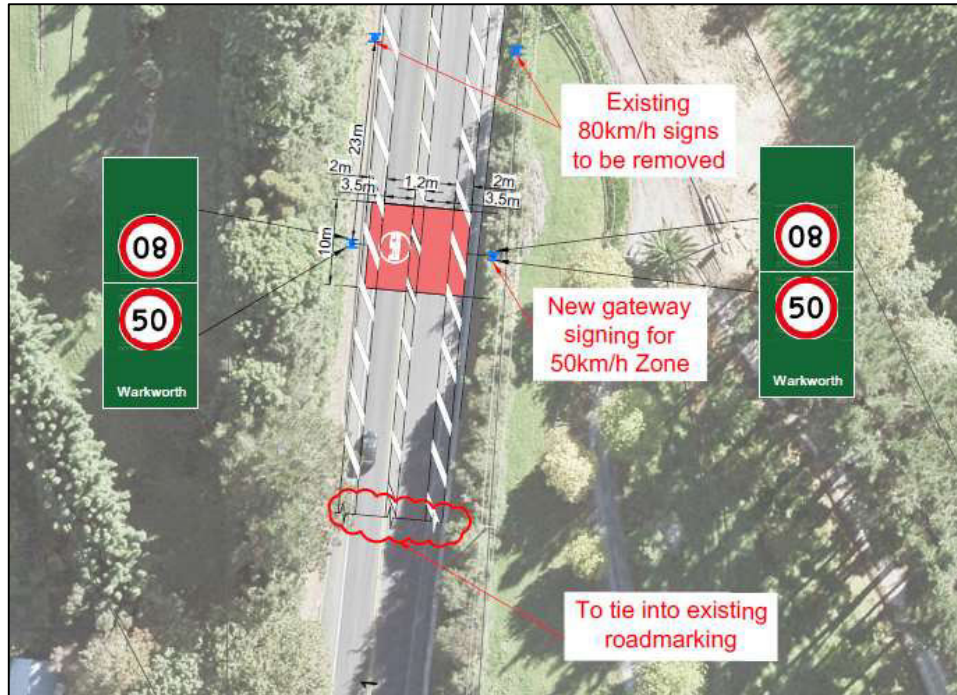 Existing
80km/h signs
to be removed
23m
2m
3.5m
1.2m
2m
3.5m
10m
08
50
Warkworth
08
50
Warkworth
New gateway
signing for
50km/h Zone
To tie into existing
roadmarking
1